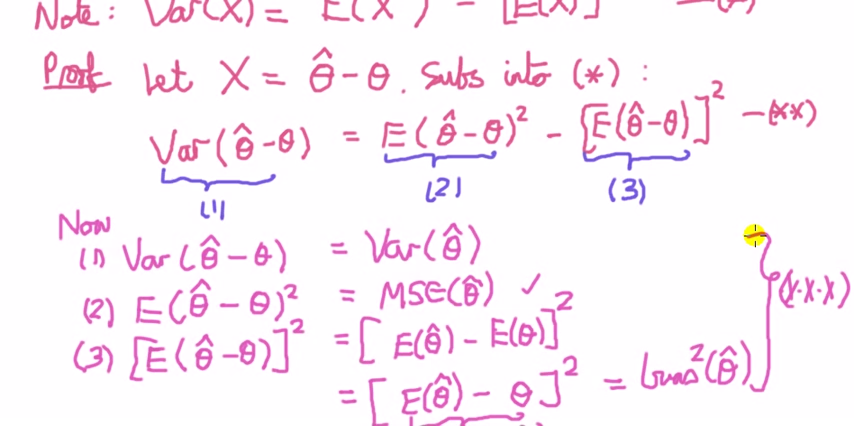 Note: Var(X) = E(X²) - [E(X)]² —(*)
Proof Let X = θ̂ - θ. Subs into (*) :
Var(θ̂ - θ) = E(θ̂ - θ)² - [E(θ̂ - θ)]² —(**)
(1) (2) (3)
Now
(1) Var(θ̂ - θ) = Var(θ̂)
(2) E(θ̂ - θ)² = MSE(θ̂) ✓
(***)
(3) [E(θ̂ - θ)]² = [E(θ̂) - E(θ)]²
= [E(θ̂) - θ]² = bias²(θ̂)